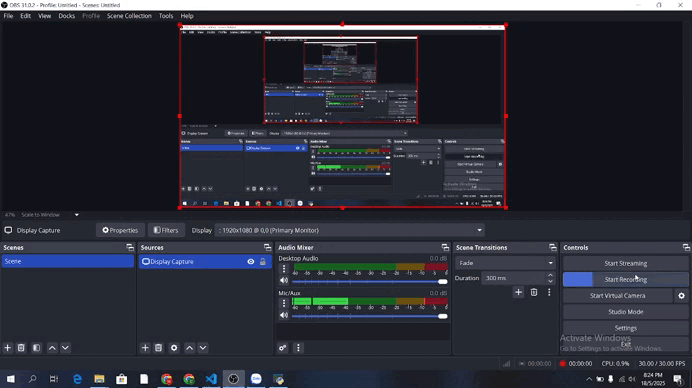 OBS 31.0.2 - Profile: Untitled - Scenes: Untitled
File Edit View Docks Profile Scene Collection Tools Help
47% Scale to Window
Display Capture Properties Filters Display : 1920x1080 @ 0,0 (Primary Monitor)
Scenes Sources Audio Mixer Scene Transitions Controls
Scene
Display Capture
Desktop Audio 0.0 dB
-60 -55 -50 -45 -40 -35 -30 -25 -20 -15 -10 -5 0
Mic/Aux 0.0 dB
-60 -55 -50 -45 -40 -35 -30 -25 -20 -15 -10 -5 0
Fade
Duration 300 ms
Start Streaming
Start Recording
Start Virtual Camera
Studio Mode
Settings
Exit
Activate Windows
Go to Settings to activate Windows.
00:00:00 00:00:00 CPU: 0.9% 30.00 / 30.00 FPS
8:24 PM
18/5/2025